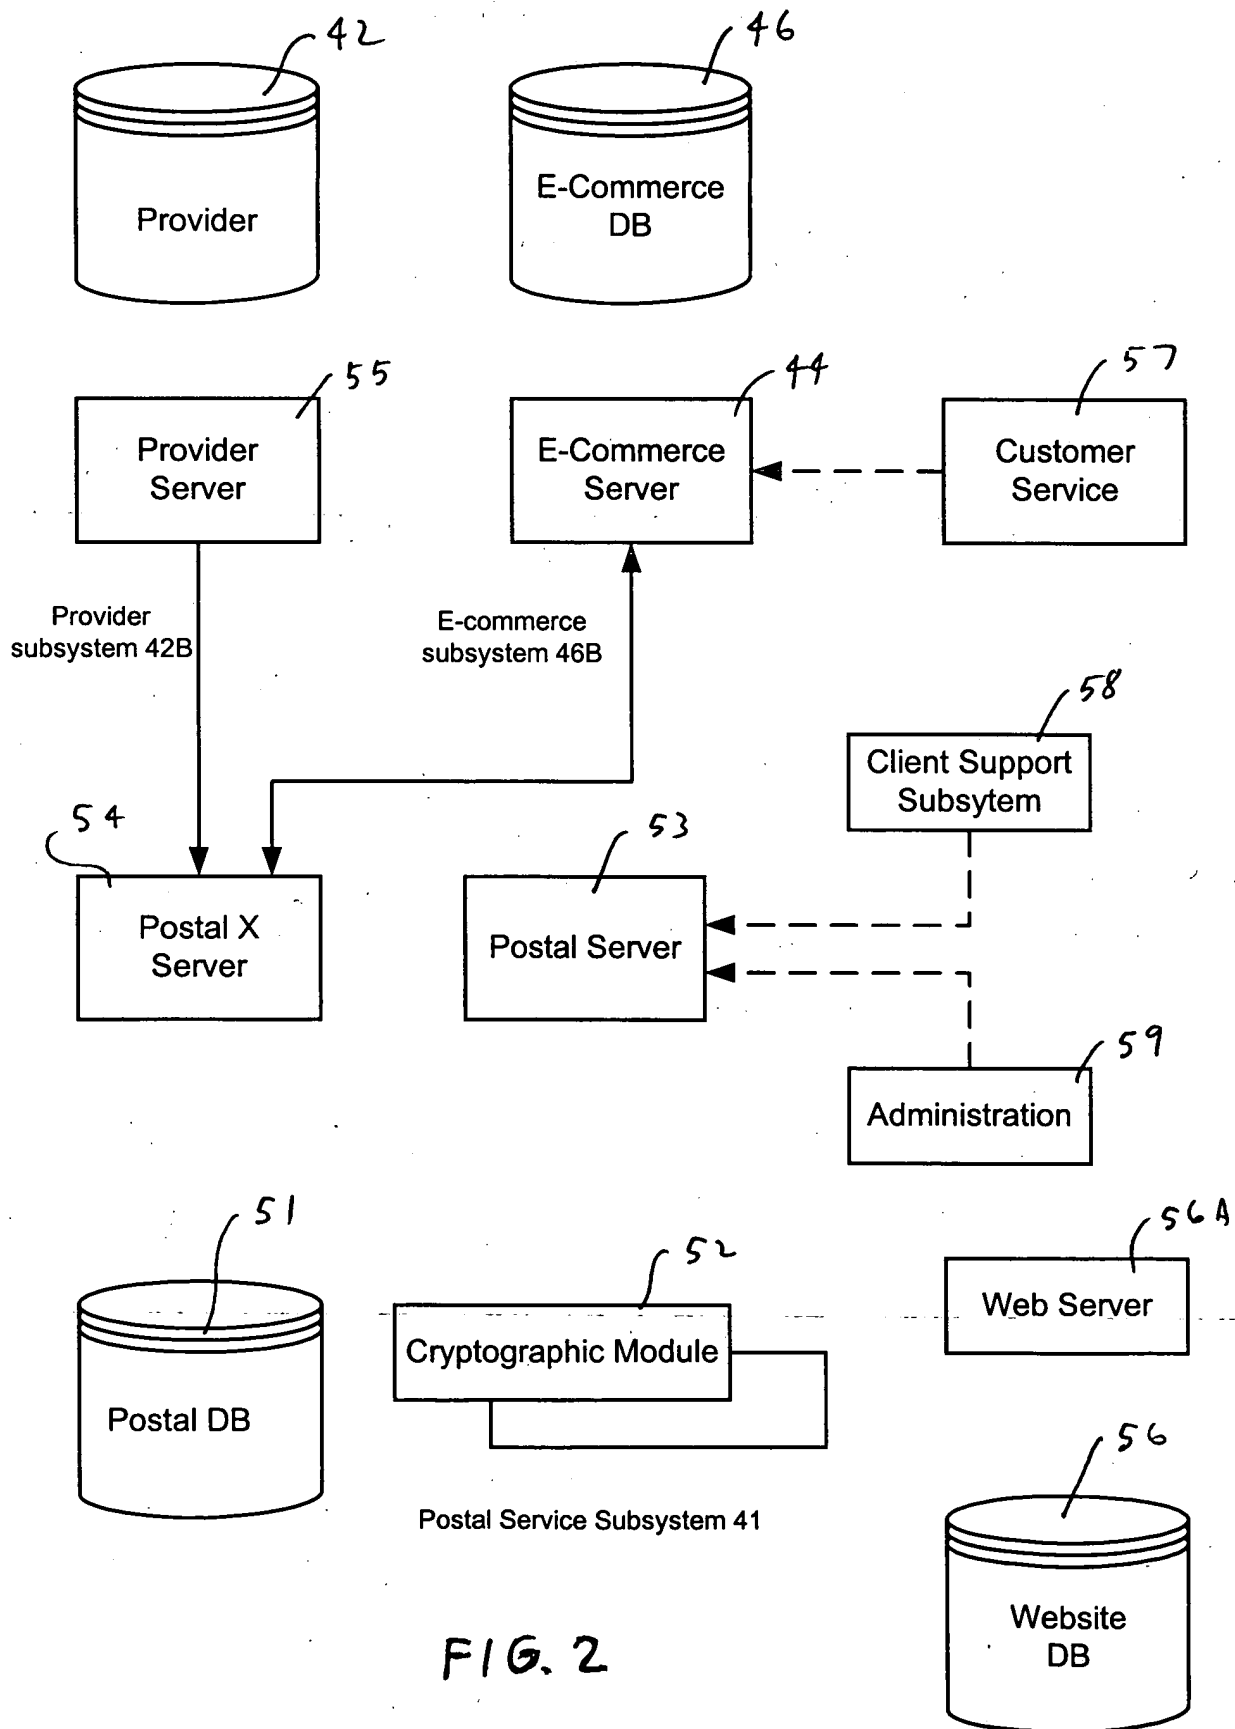 42
46
Provider
E-Commerce
DB
55
44
57
Provider
Server
E-Commerce
Server
Customer
Service
Provider
subsystem 42B
E-commerce
subsystem 46B
58
Client Support
Subsytem
54
53
Postal X
Server
Postal Server
59
Administration
51
52
56A
Web Server
Cryptographic Module
Postal DB
56
Postal Service Subsystem 41
Website
DB
FIG. 2